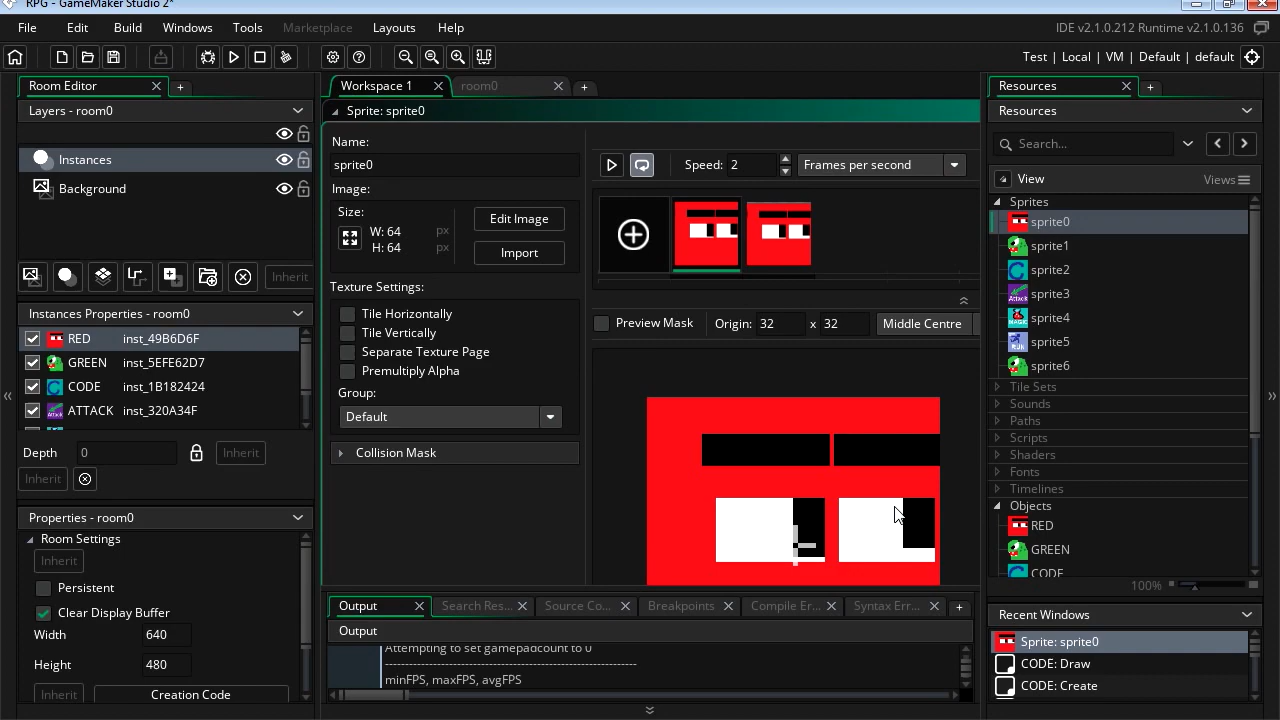 RPG - GameMaker Studio 2*
File Edit Build Windows Tools Marketplace Layouts Help
IDE v2.1.0.212 Runtime v2.1.0.136
Test | Local | VM | Default | default
Room Editor
Layers - room0
Instances
Background
Inherit
Instances Properties - room0
RED inst_49B6D6F
GREEN inst_5EFE62D7
CODE inst_1B182424
ATTACK inst_320A34F
Depth 0 Inherit
Inherit
Properties - room0
Room Settings
Inherit
Persistent
Clear Display Buffer
Width 640
Height 480
Inherit Creation Code
Workspace 1 room0
Sprite: sprite0
Name:
sprite0
Image:
Size:
W: 64 px
H: 64
Edit Image
Import
Texture Settings:
Tile Horizontally
Tile Vertically
Separate Texture Page
Premultiply Alpha
Group:
Default
Collision Mask
Speed: 2 Frames per second
Preview Mask Origin: 32 x 32 Middle Centre
Output Search Res... Source Co... Breakpoints Compile Er... Syntax Err...
Output
Attempting to set gamepadcount to 0
minFPS, maxFPS, avgFPS
Resources
Resources
Search...
View Views
Sprites
sprite0
sprite1
sprite2
sprite3
sprite4
sprite5
sprite6
Tile Sets
Sounds
Paths
Scripts
Shaders
Fonts
Timelines
Objects
RED
GREEN
CODE
100%
Recent Windows
Sprite: sprite0
CODE: Draw
CODE: Create